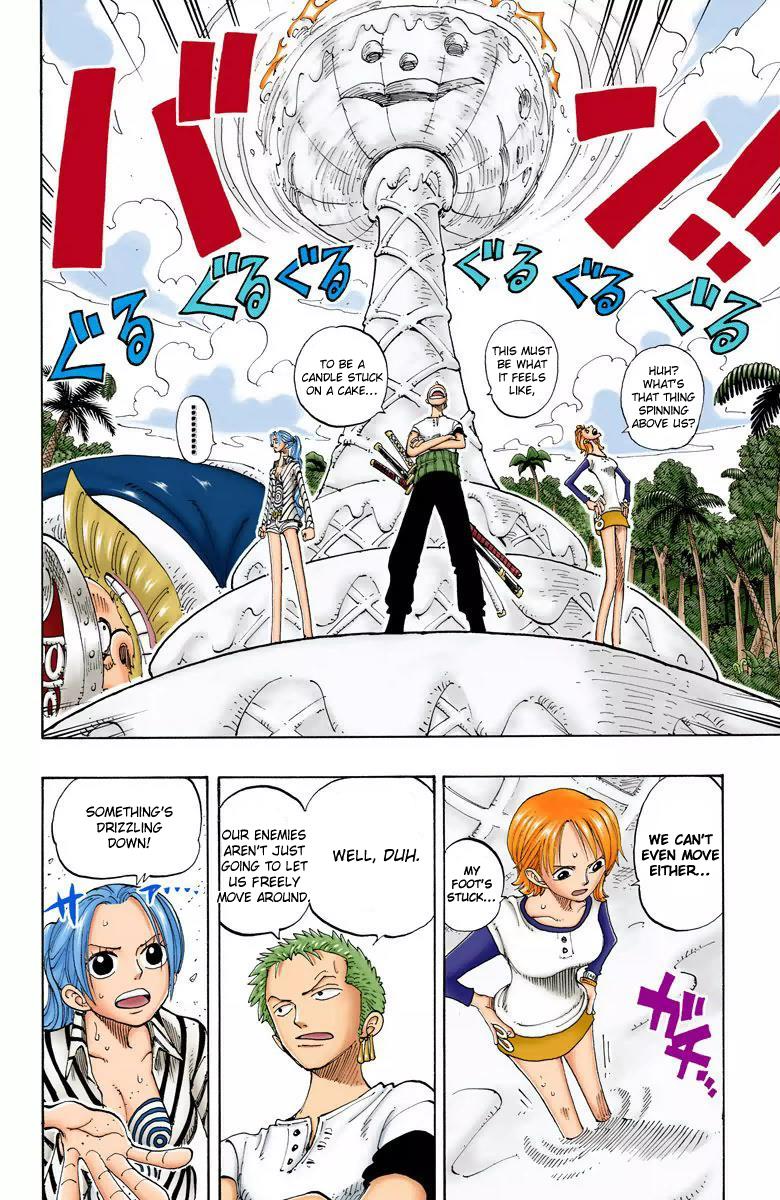 バン!!
ぐるぐるぐる
ぐるぐるぐる
HUH?
WHAT'S
THAT THING
SPINNING
ABOVE US?
THIS MUST
BE WHAT
IT FEELS
LIKE,
TO BE A
CANDLE STUCK
ON A CAKE...
.........
WE CAN'T
EVEN MOVE
EITHER...
MY
FOOT'S
STUCK...
ガチッ
WELL, DUH.
OUR ENEMIES
AREN'T JUST
GOING TO LET
US FREELY
MOVE AROUND.
SOMETHING'S
DRIZZLING
DOWN!
サァ....